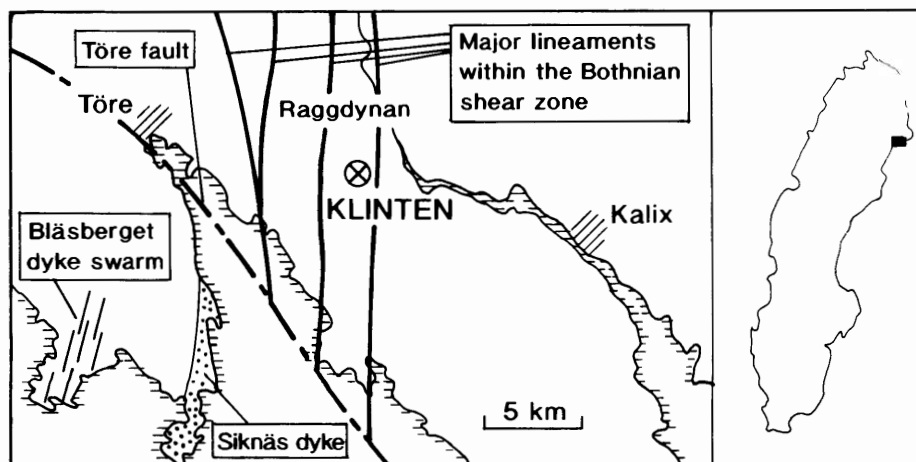 Töre fault
Major lineaments
within the Bothnian
shear zone
Töre
Raggdynan
KLINTEN
Kalix
Bläsberget
dyke swarm
5 km
Siknäs dyke